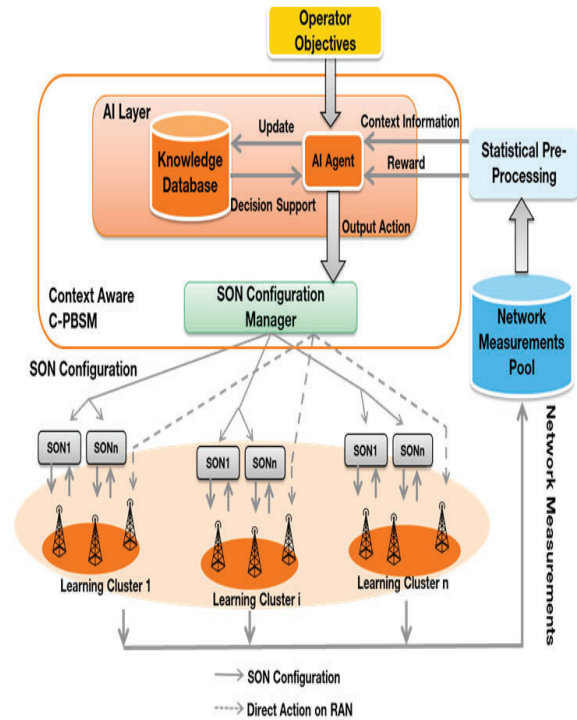 Operator
Objectives
AI Layer
Knowledge
Database
Update
AI Agent
Decision Support
Context Information
Reward
Statistical Pre-
Processing
Output Action
Context Aware
C-PBSM
SON Configuration
Manager
Network
Measurements
Pool
SON Configuration
Network Measurements
SON1
SONn
SON1
SONn
SON1
SONn
Learning Cluster 1
Learning Cluster i
Learning Cluster n
SON Configuration
Direct Action on RAN